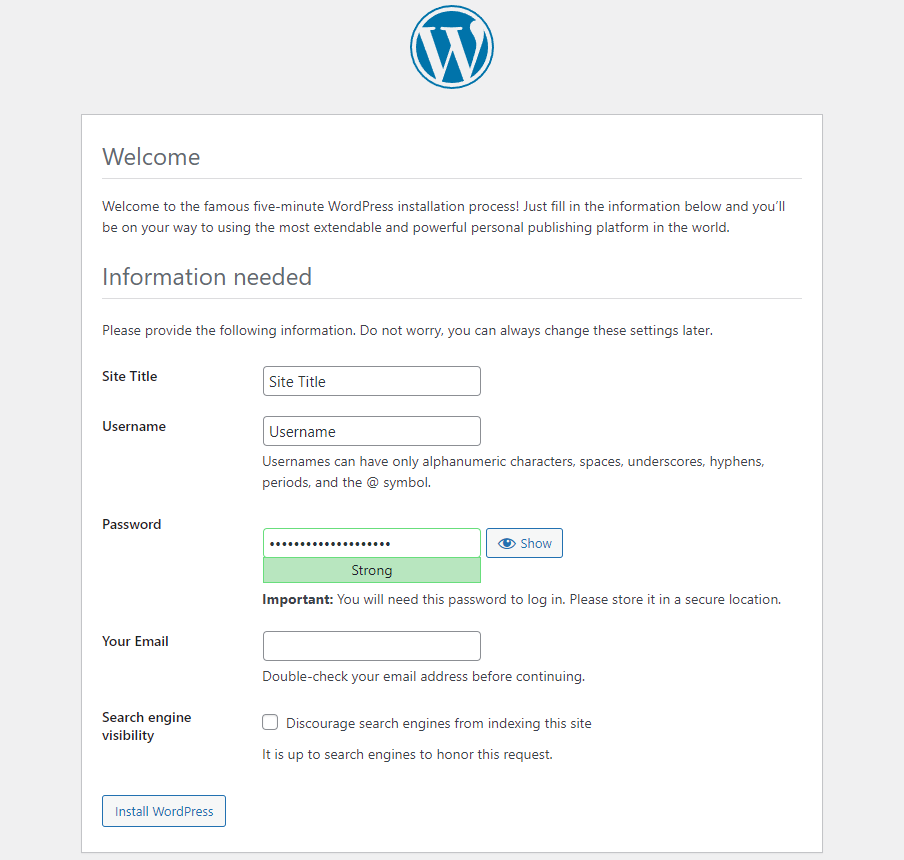 Welcome
Welcome to the famous five-minute WordPress installation process! Just fill in the information below and you’ll
be on your way to using the most extendable and powerful personal publishing platform in the world.
Information needed
Please provide the following information. Do not worry, you can always change these settings later.
Site Title
Site Title
Username
Username
Usernames can have only alphanumeric characters, spaces, underscores, hyphens,
periods, and the @ symbol.
Password
••••••••••••••••••••
Show
Strong
Important: You will need this password to log in. Please store it in a secure location.
Your Email
Double-check your email address before continuing.
Search engine
visibility
Discourage search engines from indexing this site
It is up to search engines to honor this request.
Install WordPress